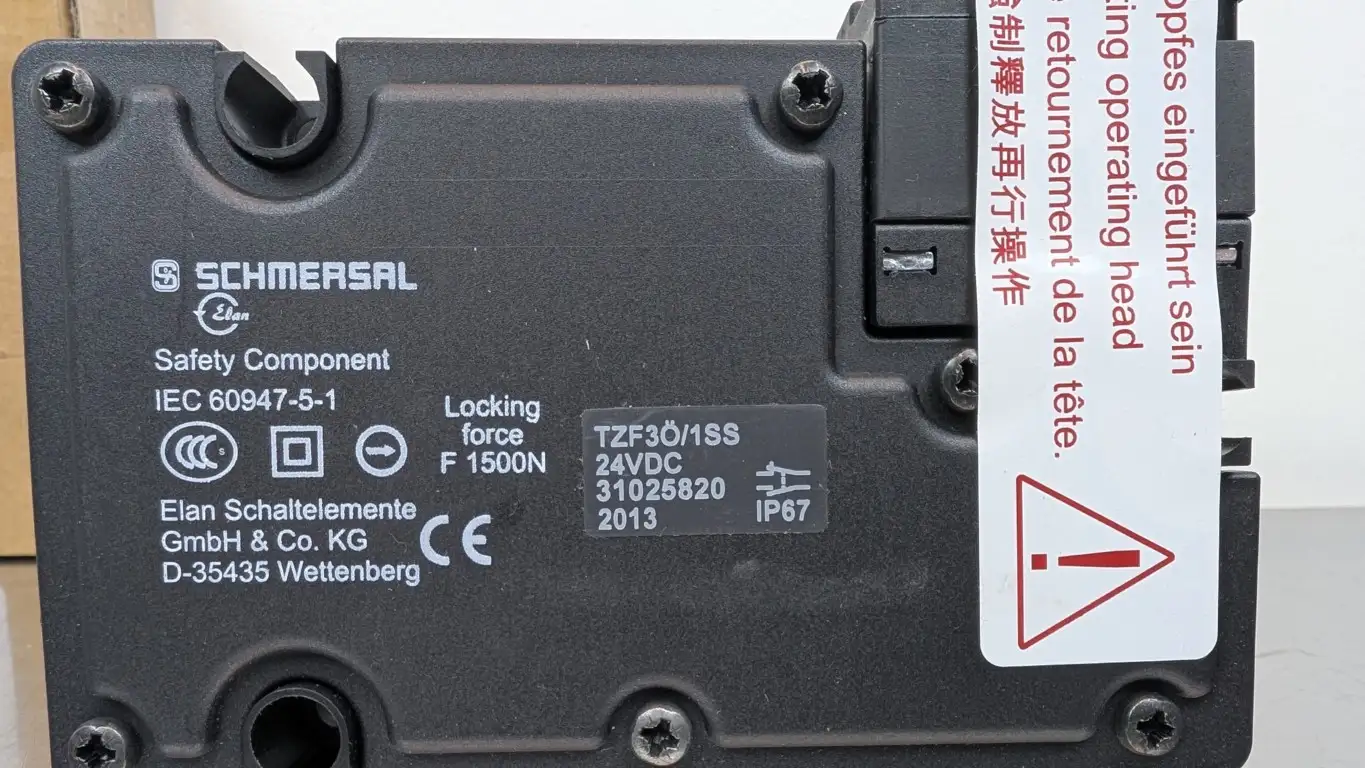 SCHMERSAL
Elan
Safety Component
IEC 60947-5-1
CCC S
Locking
force
F 1500N
Elan Schaltelemente
GmbH & Co. KG
D-35435 Wettenberg
CE
TZF3Ö/1SS
24VDC
31025820
2013
IP67
eingeführt sein
operating head
retournement de la tête.
制釋放再行操作
!